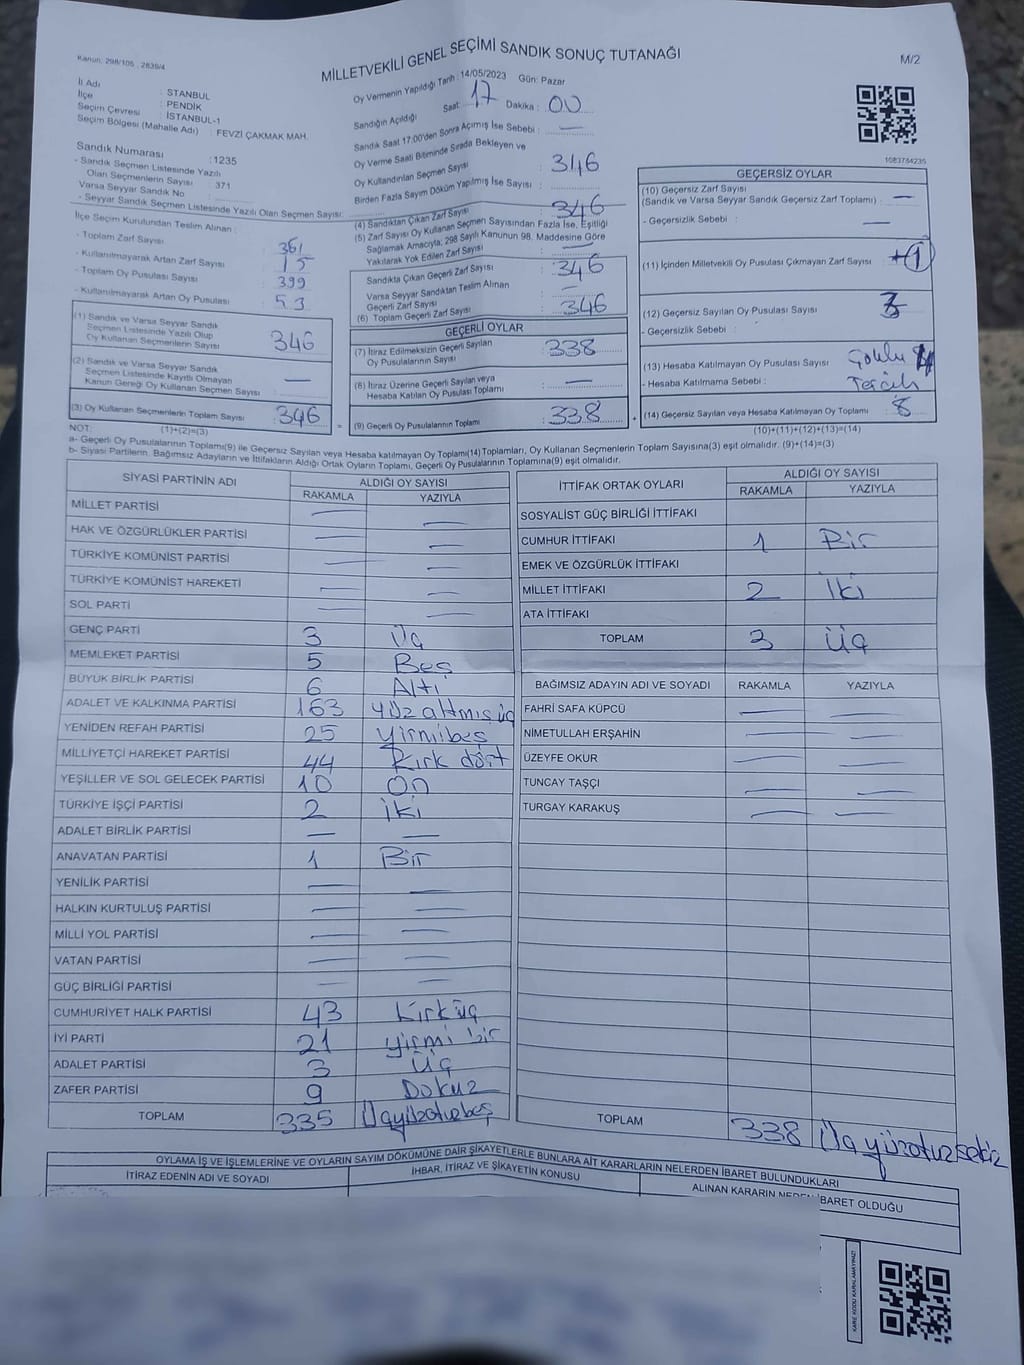 Kanun: 298/105 , 2839/4
MİLLETVEKİLİ GENEL SEÇİMİ SANDIK SONUÇ TUTANAĞI
M/2
İl Adı : İSTANBUL
İlçe : PENDİK
Seçim Çevresi : İSTANBUL-1
Seçim Bölgesi (Mahalle Adı) : FEVZİ ÇAKMAK MAH.
Sandık Numarası : 1235
- Sandık Seçmen Listesinde Yazılı
Olan Seçmenlerin Sayısı : 371
Varsa Seyyar Sandık No
- Seyyar Sandık Seçmen Listesinde Yazılı Olan Seçmen Sayısı:
Oy Vermenin Yapıldığı Tarih : 14/05/2023 Gün: Pazar
Sandığın Açıldığı Saat: 17 Dakika : 00
Sandık Saat 17:00'den Sonra Açımış İse Sebebi : —
Oy Verme Saati Bitiminde Sırada Bekleyen ve
Oy Kullandırılan Seçmen Sayısı : 346
Birden Fazla Sayım Döküm Yapılmış İse Sayısı :
1083784235
İlçe Seçim Kurulundan Teslim Alınan :
- Toplam Zarf Sayısı : 361
- Kullanılmayarak Artan Zarf Sayısı : 15
- Toplam Oy Pusulası Sayısı : 399
- Kullanılmayarak Artan Oy Pusulası : 53
(1) Sandık ve Varsa Seyyar Sandık
Seçmen Listesinde Yazılı Olup
Oy Kullanan Seçmenlerin Sayısı : 346
(2) Sandık ve Varsa Seyyar Sandık
Seçmen Listesinde Kayıtlı Olmayan
Kanun Gereği Oy Kullanan Seçmen Sayısı : —
(3) Oy Kullanan Seçmenlerin Toplam Sayısı : 346
(4) Sandıktan Çıkan Zarf Sayısı : 346
(5) Zarf Sayısı Oy Kullanan Seçmen Sayısından Fazla İse, Eşitliği
Sağlamak Amacıyla, 298 Sayılı Kanunun 98. Maddesine Göre
Yakılarak Yok Edilen Zarf Sayısı : —
Sandıkta Çıkan Geçerli Zarf Sayısı : 346
Varsa Seyyar Sandıktan Teslim Alınan
Geçerli Zarf Sayısı : —
(6) Toplam Geçerli Zarf Sayısı : 346
GEÇERLİ OYLAR
(7) İtiraz Edilmeksizin Geçerli Sayılan
Oy Pusulalarının Sayısı : 338
(8) İtiraz Üzerine Geçerli Sayılan veya
Hesaba Katılan Oy Pusulası Toplamı : —
(9) Geçerli Oy Pusulalarının Toplamı : 338
GEÇERSİZ OYLAR
(10) Geçersiz Zarf Sayısı
(Sandık ve Varsa Seyyar Sandık Geçersiz Zarf Toplamı) : —
- Geçersizlik Sebebi : —
(11) İçinden Milletvekili Oy Pusulası Çıkmayan Zarf Sayısı : +1
(12) Geçersiz Sayılan Oy Pusulası Sayısı :
- Geçersizlik Sebebi :
(13) Hesaba Katılmayan Oy Pusulası Sayısı : Çoklu
- Hesaba Katılmama Sebebi : Tercih
(14) Geçersiz Sayılan veya Hesaba Katılmayan Oy Toplamı : 8
NOT: (1)+(2)=(3) (10)+(11)+(12)+(13)=(14)
a- Geçerli Oy Pusulalarının Toplamı(9) ile Geçersiz Sayılan veya Hesaba katılmayan Oy Toplamı(14) Toplamları, Oy Kullanan Seçmenlerin Toplam Sayısına(3) eşit olmalıdır. (9)+(14)=(3)
b- Siyasi Partilerin, Bağımsız Adayların ve İttifakların Aldığı Ortak Oyların Toplamı, Geçerli Oy Pusulalarının Toplamına(9) eşit olmalıdır.
SİYASİ PARTİNİN ADI ALDIĞI OY SAYISI
RAKAMLA YAZIYLA
MİLLET PARTİSİ — —
HAK VE ÖZGÜRLÜKLER PARTİSİ — —
TÜRKİYE KOMÜNİST PARTİSİ — —
TÜRKİYE KOMÜNİST HAREKETİ — —
SOL PARTİ — —
GENÇ PARTİ 3 Üç
MEMLEKET PARTİSİ 5 Beş
BÜYÜK BİRLİK PARTİSİ 6 Altı
ADALET VE KALKINMA PARTİSİ 163 yüz altmış üç
YENİDEN REFAH PARTİSİ 25 yirmibeş
MİLLİYETÇİ HAREKET PARTİSİ 44 Kırk dört
YEŞİLLER VE SOL GELECEK PARTİSİ 10 On
TÜRKİYE İŞÇİ PARTİSİ 2 iki
ADALET BİRLİK PARTİSİ — —
ANAVATAN PARTİSİ 1 Bir
YENİLİK PARTİSİ — —
HALKIN KURTULUŞ PARTİSİ — —
MİLLİ YOL PARTİSİ — —
VATAN PARTİSİ — —
GÜÇ BİRLİĞİ PARTİSİ — —
CUMHURİYET HALK PARTİSİ 43 Kırk üç
İYİ PARTİ 21 yirmi bir
ADALET PARTİSİ 3 Üç
ZAFER PARTİSİ 9 Dokuz
TOPLAM 335 Üçyüzotuzbeş
İTTİFAK ORTAK OYLARI ALDIĞI OY SAYISI
RAKAMLA YAZIYLA
SOSYALİST GÜÇ BİRLİĞİ İTTİFAKI
CUMHUR İTTİFAKI 1 Bir
EMEK VE ÖZGÜRLÜK İTTİFAKI
MİLLET İTTİFAKI 2 İki
ATA İTTİFAKI
TOPLAM 3 Üç
BAĞIMSIZ ADAYIN ADI VE SOYADI RAKAMLA YAZIYLA
FAHRİ SAFA KÜPCÜ — —
NİMETULLAH ERŞAHİN — —
ÜZEYFE OKUR — —
TUNCAY TAŞÇI — —
TURGAY KARAKUŞ — —
TOPLAM 338 Üç yüzotuzsekiz
OYLAMA İŞ VE İŞLEMLERİNE VE OYLARIN SAYIM DÖKÜMÜNE DAİR ŞİKAYETLERLE BUNLARA AİT KARARLARIN NELERDEN İBARET BULUNDUKLARI
İTİRAZ EDENİN ADI VE SOYADI İHBAR, İTİRAZ VE ŞİKAYETİN KONUSU ALINAN KARARIN NEDEN İBARET OLDUĞU
KARE KODU KARALAMAYINIZ!